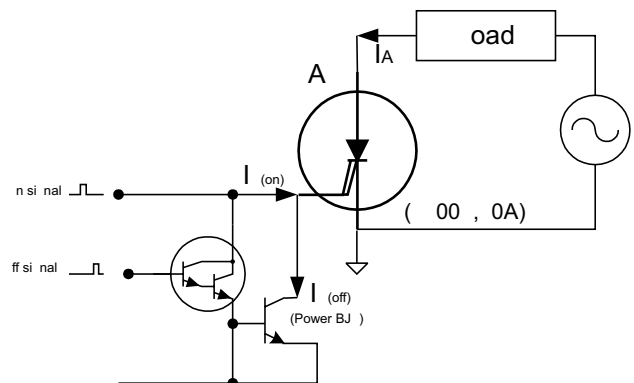 oad
IA
A
I (on)
n si nal
( 00 , 0A)
ff si nal
I (off)
(Power BJ )